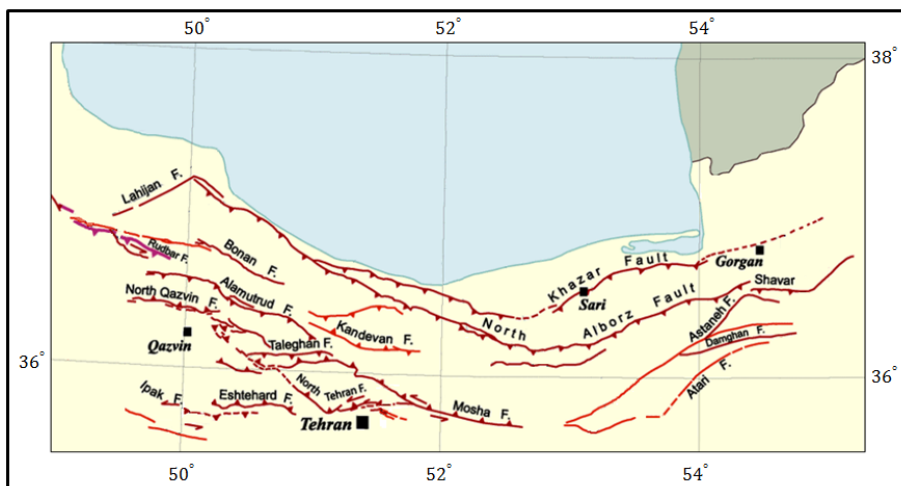 50°
52°
54°
38°
Lahijan F.
Rudbar F.
Bonan F.
Khazar Fault
Gorgan
Sari
Shavar
Alamutrud F.
North Qazvin F.
North Alborz Fault
Astaneh F.
Qazvin
Kandevan F.
Damghan F.
Taleghan F.
36°
36°
Atari F.
Ipak F.
Eshtehard F.
North Tehran F.
Mosha F.
Tehran
50°
52°
54°